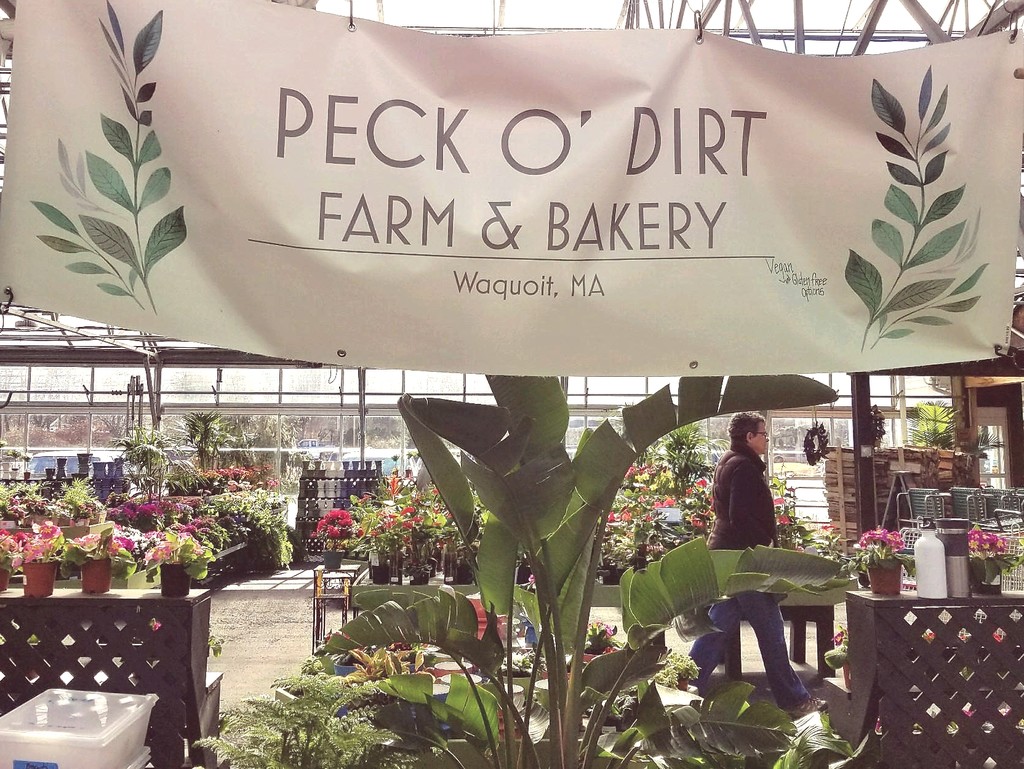 PECK O' DIRT
FARM & BAKERY
Waquoit, MA
Vegan
& Gluten free
options